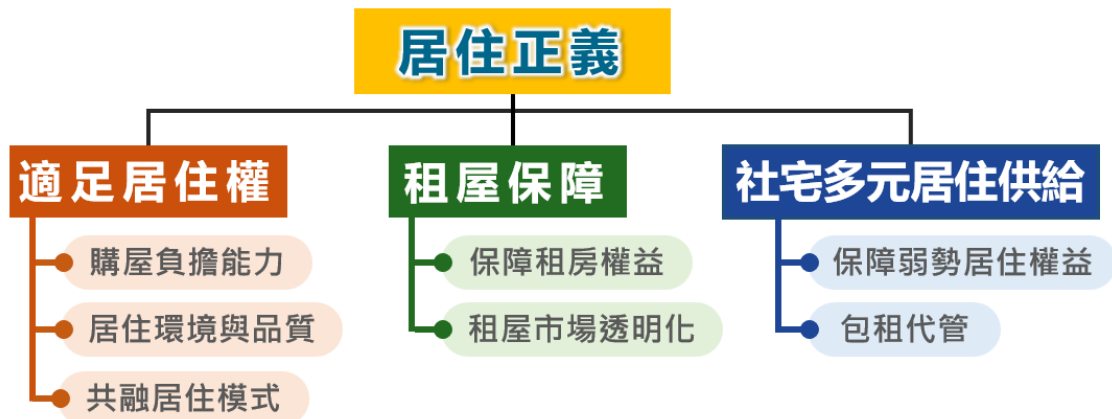 居住正義
適足居住權
購屋負擔能力
居住環境與品質
共融居住模式
租屋保障
保障租房權益
租屋市場透明化
社宅多元居住供給
保障弱勢居住權益
包租代管